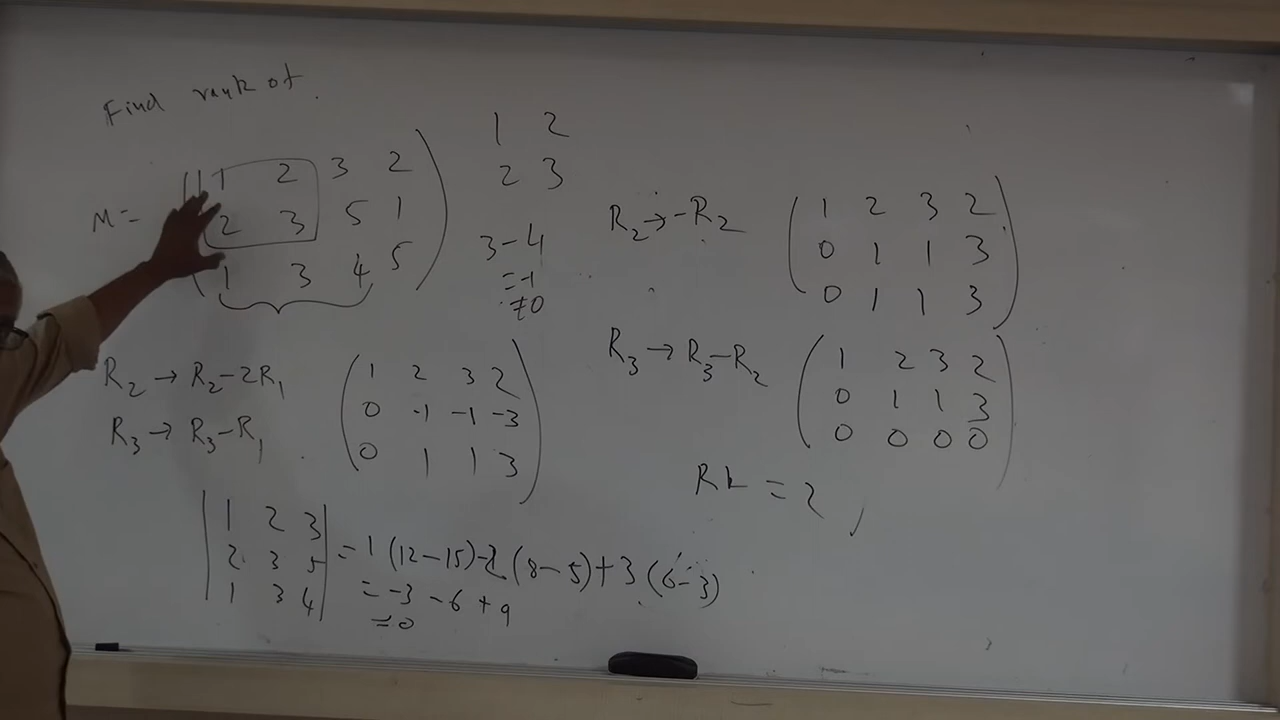 Find rank of
M = ( 1 2 3 2
2 3 5 1
1 3 4 5 )
1 2
2 3
3 - 4
= -1
≠ 0
R2 → R2 - 2R1
R3 → R3 - R1
( 1 2 3 2
0 -1 -1 -3
0 1 1 3 )
| 1 2 3
2 3 5
1 3 4 | = 1 (12 - 15) - 2 (8 - 5) + 3 (6 - 3)
= -3 - 6 + 9
= 0
R2 → -R2
( 1 2 3 2
0 1 1 3
0 1 1 3 )
R3 → R3 - R2
( 1 2 3 2
0 1 1 3
0 0 0 0 )
Rk = 2